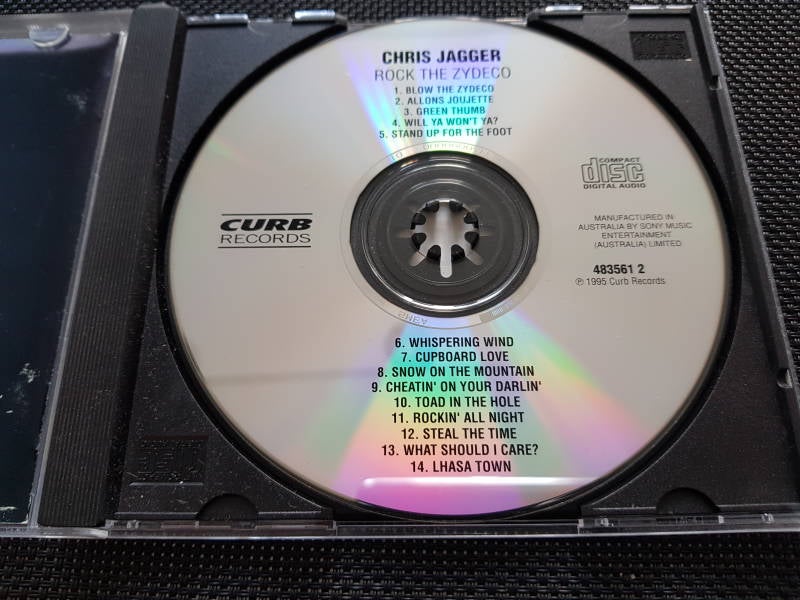 CHRIS JAGGER
ROCK THE ZYDECO
1. BLOW THE ZYDECO
2. ALLONS JOUJETTE
3. GREEN THUMB
4. WILL YA WON'T YA?
5. STAND UP FOR THE FOOT
COMPACT
disc
DIGITAL AUDIO
CURB
RECORDS
MANUFACTURED IN
AUSTRALIA BY SONY MUSIC
ENTERTAINMENT
(AUSTRALIA) LIMITED
483561 2
℗ 1995 Curb Records
6. WHISPERING WIND
7. CUPBOARD LOVE
8. SNOW ON THE MOUNTAIN
9. CHEATIN' ON YOUR DARLIN'
10. TOAD IN THE HOLE
11. ROCKIN' ALL NIGHT
12. STEAL THE TIME
13. WHAT SHOULD I CARE?
14. LHASA TOWN